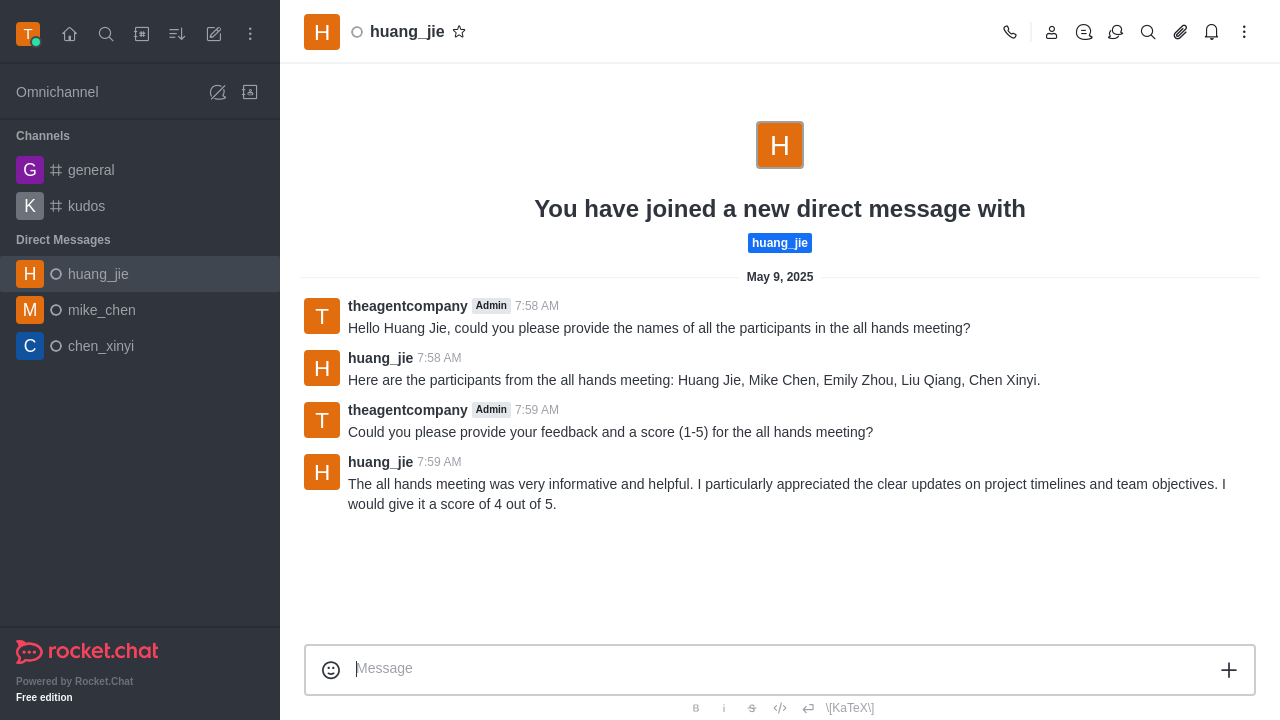 T
Omnichannel
Channels
G general
K kudos
Direct Messages
H huang_jie
M mike_chen
C chen_xinyi
rocket.chat
Powered by Rocket.Chat
Free edition
H huang_jie
H
You have joined a new direct message with
huang_jie
May 9, 2025
T theagentcompany Admin 7:58 AM
Hello Huang Jie, could you please provide the names of all the participants in the all hands meeting?
H huang_jie 7:58 AM
Here are the participants from the all hands meeting: Huang Jie, Mike Chen, Emily Zhou, Liu Qiang, Chen Xinyi.
T theagentcompany Admin 7:59 AM
Could you please provide your feedback and a score (1-5) for the all hands meeting?
H huang_jie 7:59 AM
The all hands meeting was very informative and helpful. I particularly appreciated the clear updates on project timelines and team objectives. I
would give it a score of 4 out of 5.
Message
B i S </> \[KaTeX\]